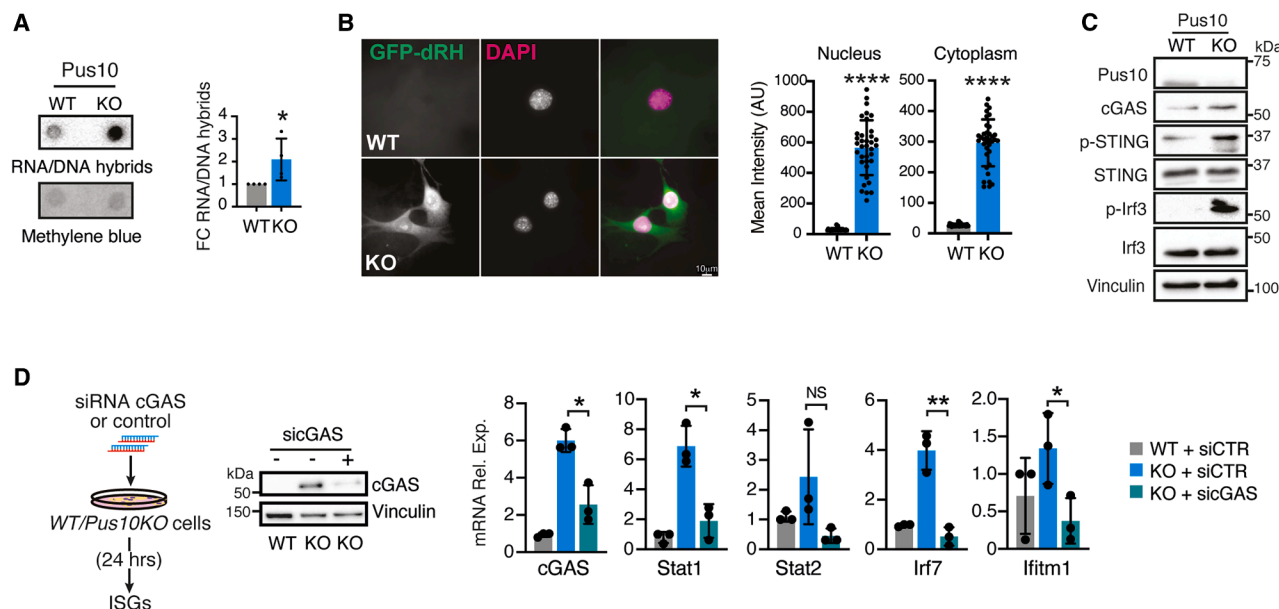 A
Pus10
WT KO
RNA/DNA hybrids
Methylene blue
FC RNA/DNA hybrids
4
3
2
1
0
*
WT KO
B
GFP-dRH
DAPI
WT
KO
10μm
Nucleus
Mean Intensity (AU)
1000
800
600
400
200
0
****
WT KO
Cytoplasm
500
400
300
200
100
0
****
WT KO
C
Pus10
WT KO
kDa
Pus10
75
cGAS
50
p-STING
37
STING
37
p-Irf3
50
Irf3
50
Vinculin
100
D
siRNA cGAS
or control
WT/Pus10KO cells
(24 hrs)
ISGs
sicGAS
- - +
kDa
50
cGAS
150
Vinculin
WT KO KO
mRNA Rel. Exp.
8
6
4
2
0
*
cGAS
10
8
6
4
2
0
*
Stat1
6
4
2
0
NS
Stat2
6
4
2
0
**
Irf7
2.0
1.5
1.0
0.5
0
*
Ifitm1
WT + siCTR
KO + siCTR
KO + sicGAS